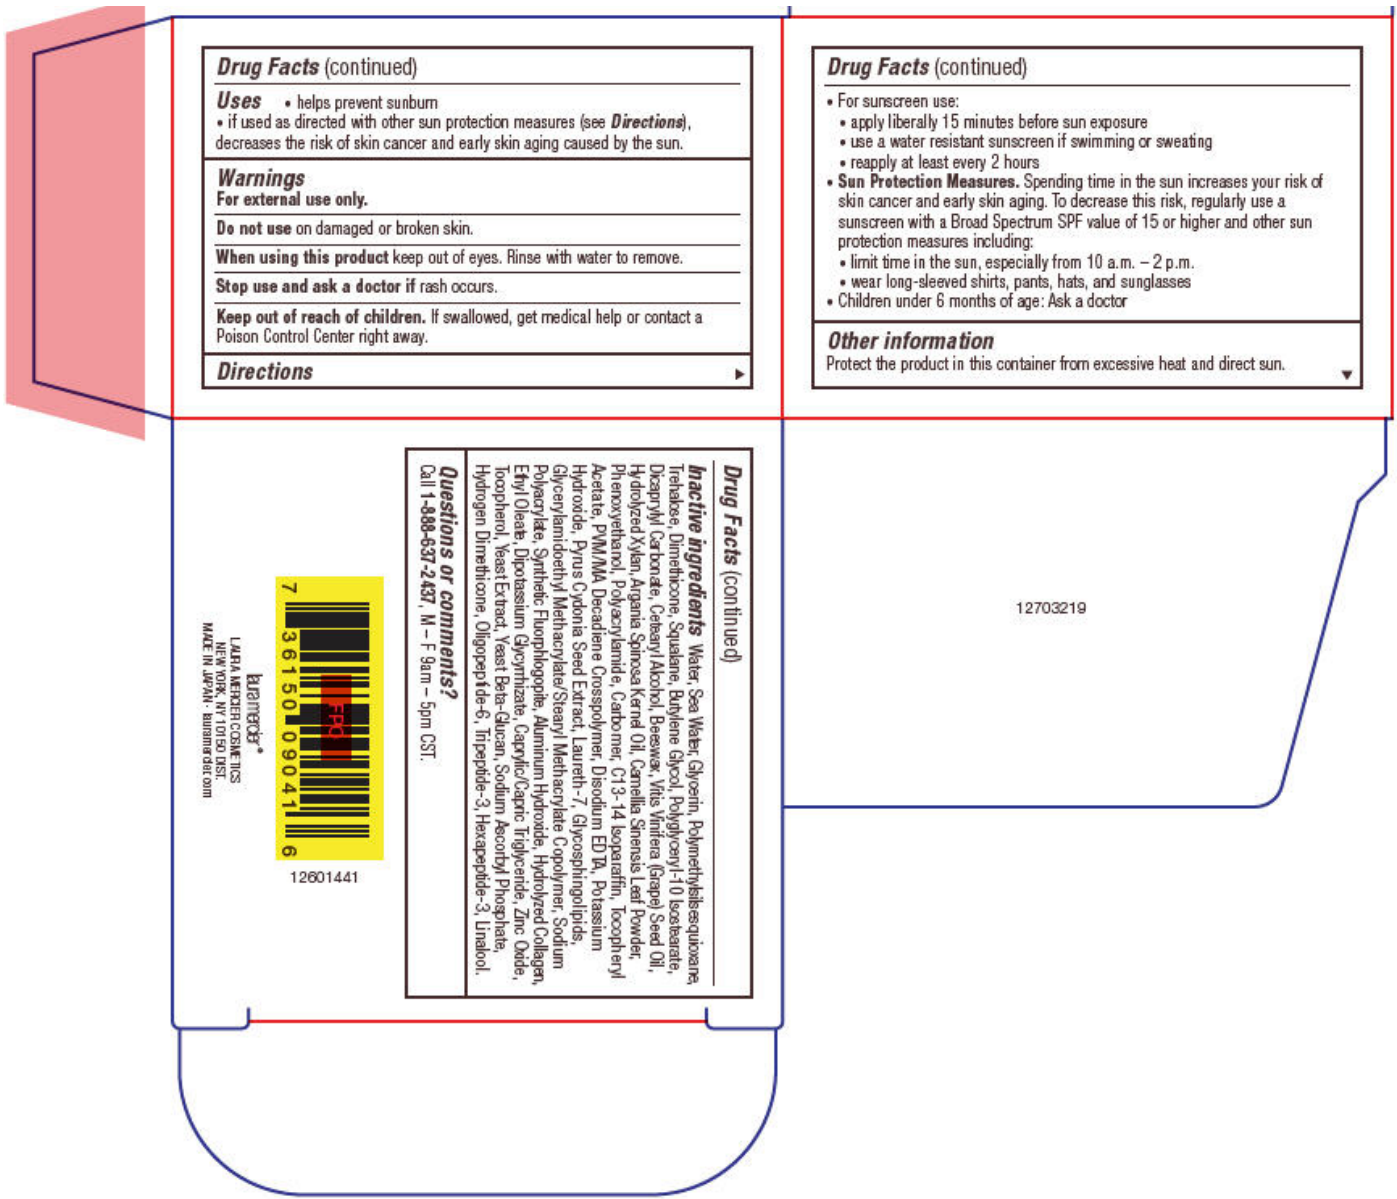 Drug Facts (continued)
Uses • helps prevent sunburn
• if used as directed with other sun protection measures (see Directions),
decreases the risk of skin cancer and early skin aging caused by the sun.
Warnings
For external use only.
Do not use on damaged or broken skin.
When using this product keep out of eyes. Rinse with water to remove.
Stop use and ask a doctor if rash occurs.
Keep out of reach of children. If swallowed, get medical help or contact a
Poison Control Center right away.
Directions
Drug Facts (continued)
• For sunscreen use:
• apply liberally 15 minutes before sun exposure
• use a water resistant sunscreen if swimming or sweating
• reapply at least every 2 hours
• Sun Protection Measures. Spending time in the sun increases your risk of
skin cancer and early skin aging. To decrease this risk, regularly use a
sunscreen with a Broad Spectrum SPF value of 15 or higher and other sun
protection measures including:
• limit time in the sun, especially from 10 a.m. – 2 p.m.
• wear long-sleeved shirts, pants, hats, and sunglasses
• Children under 6 months of age: Ask a doctor
Other information
Protect the product in this container from excessive heat and direct sun.
Drug Facts (continued)
Inactive ingredients Water, Sea Water, Glycerin, Polymethylsilsesquioxane,
Trehalose, Dimethicone, Squalane, Butylene Glycol, Polyglyceryl-10 Isostearate,
Dicaprylyl Carbonate, Cetearyl Alcohol, Beeswax, Vitis Vinifera (Grape) Seed Oil,
Hydrolyzed Xylan, Argania Spinosa Kernel Oil, Camellia Sinensis Leaf Powder,
Phenoxyethanol, Polyacrylamide, Carbomer, C13-14 Isoparaffin, Tocopheryl
Acetate, PVM/MA Decadiene Crosspolymer, Disodium EDTA, Potassium
Hydroxide, Pyrus Cydonia Seed Extract, Laureth-7, Glycosphingolipids,
Glycerylamidoethyl Methacrylate/Stearyl Methacrylate Copolymer, Sodium
Polyacrylate, Synthetic Fluorphlogopite, Aluminum Hydroxide, Hydrolyzed Collagen,
Ethyl Oleate, Dipotassium Glycyrrhizate, Caprylic/Capric Triglyceride, Zinc Oxide,
Tocopherol, Yeast Extract, Yeast Beta-Glucan, Sodium Ascorbyl Phosphate,
Hydrogen Dimethicone, Oligopeptide-6, Tripeptide-3, Hexapeptide-3, Linalool.
Questions or comments?
Call 1-888-637-2437, M – F 9am – 5pm CST.
FPO
7 36150 09041 6
12601441
laura mercier®
LAURA MERCIER COSMETICS
NEW YORK, NY 10150 DIST.
MADE IN JAPAN · lauramercier.com
12703219